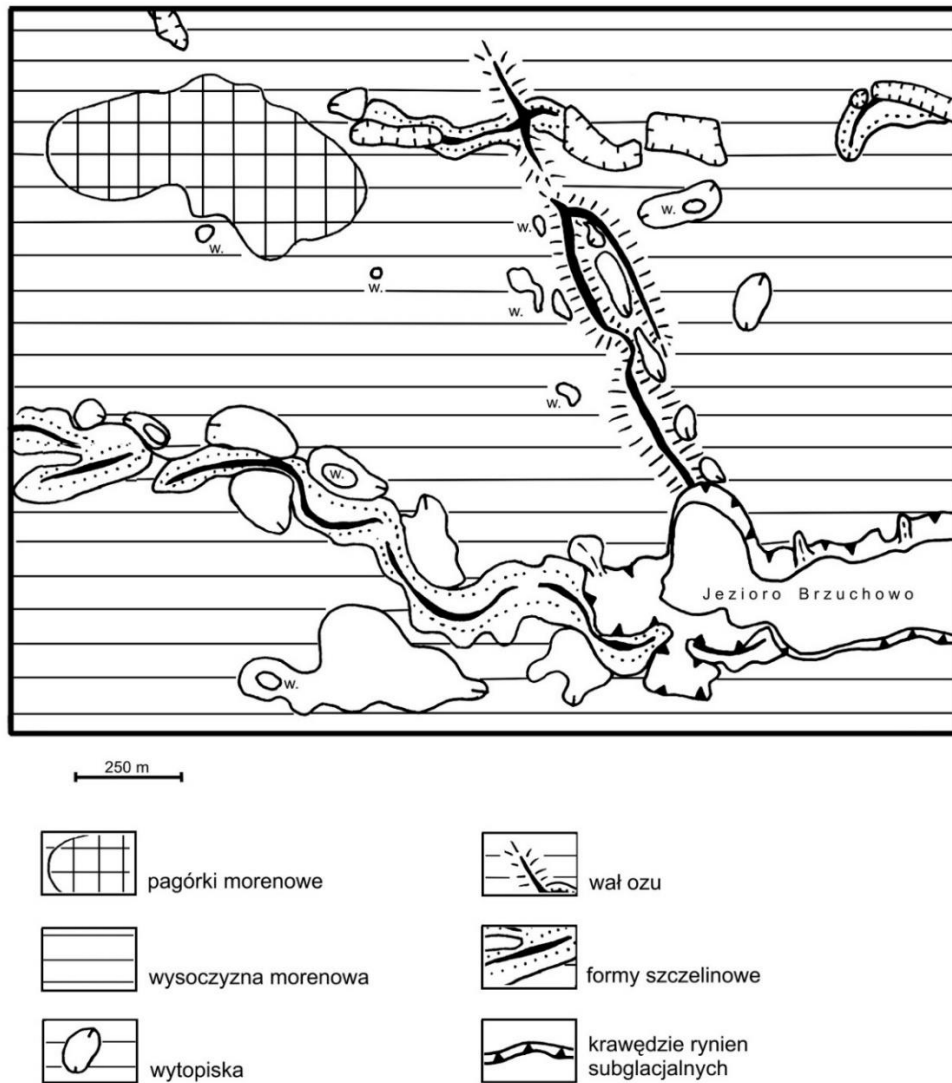 w.
w.
w.
w.
w.
w.
w.
Jezioro Brzuchowo
w.
250 m
pagórki morenowe
wał ozu
wysoczyzna morenowa
formy szczelinowe
wytopiska
krawędzie rynien
subglacjalnych